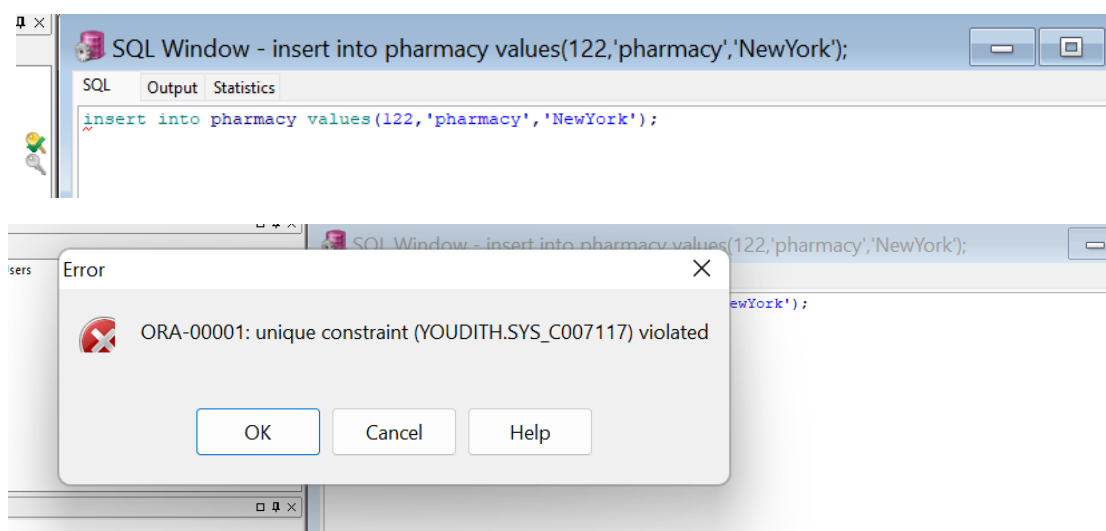 SQL Window - insert into pharmacy values(122,'pharmacy','NewYork');
SQL Output Statistics
insert into pharmacy values(122,'pharmacy','NewYork');
SQL Window - insert into pharmacy values(122,'pharmacy','NewYork');
sers
Error
ewYork');
ORA-00001: unique constraint (YOUDITH.SYS_C007117) violated
OK Cancel Help